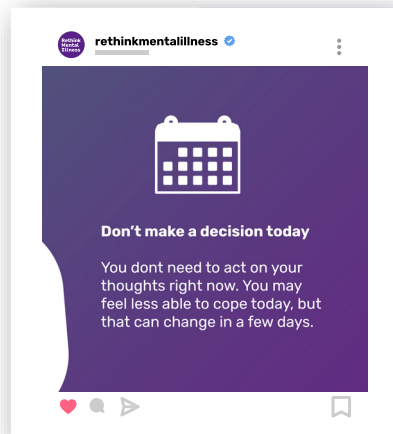 Rethink
Mental
Illness
rethinkmentalillness
Don't make a decision today
You dont need to act on your
thoughts right now. You may
feel less able to cope today, but
that can change in a few days.